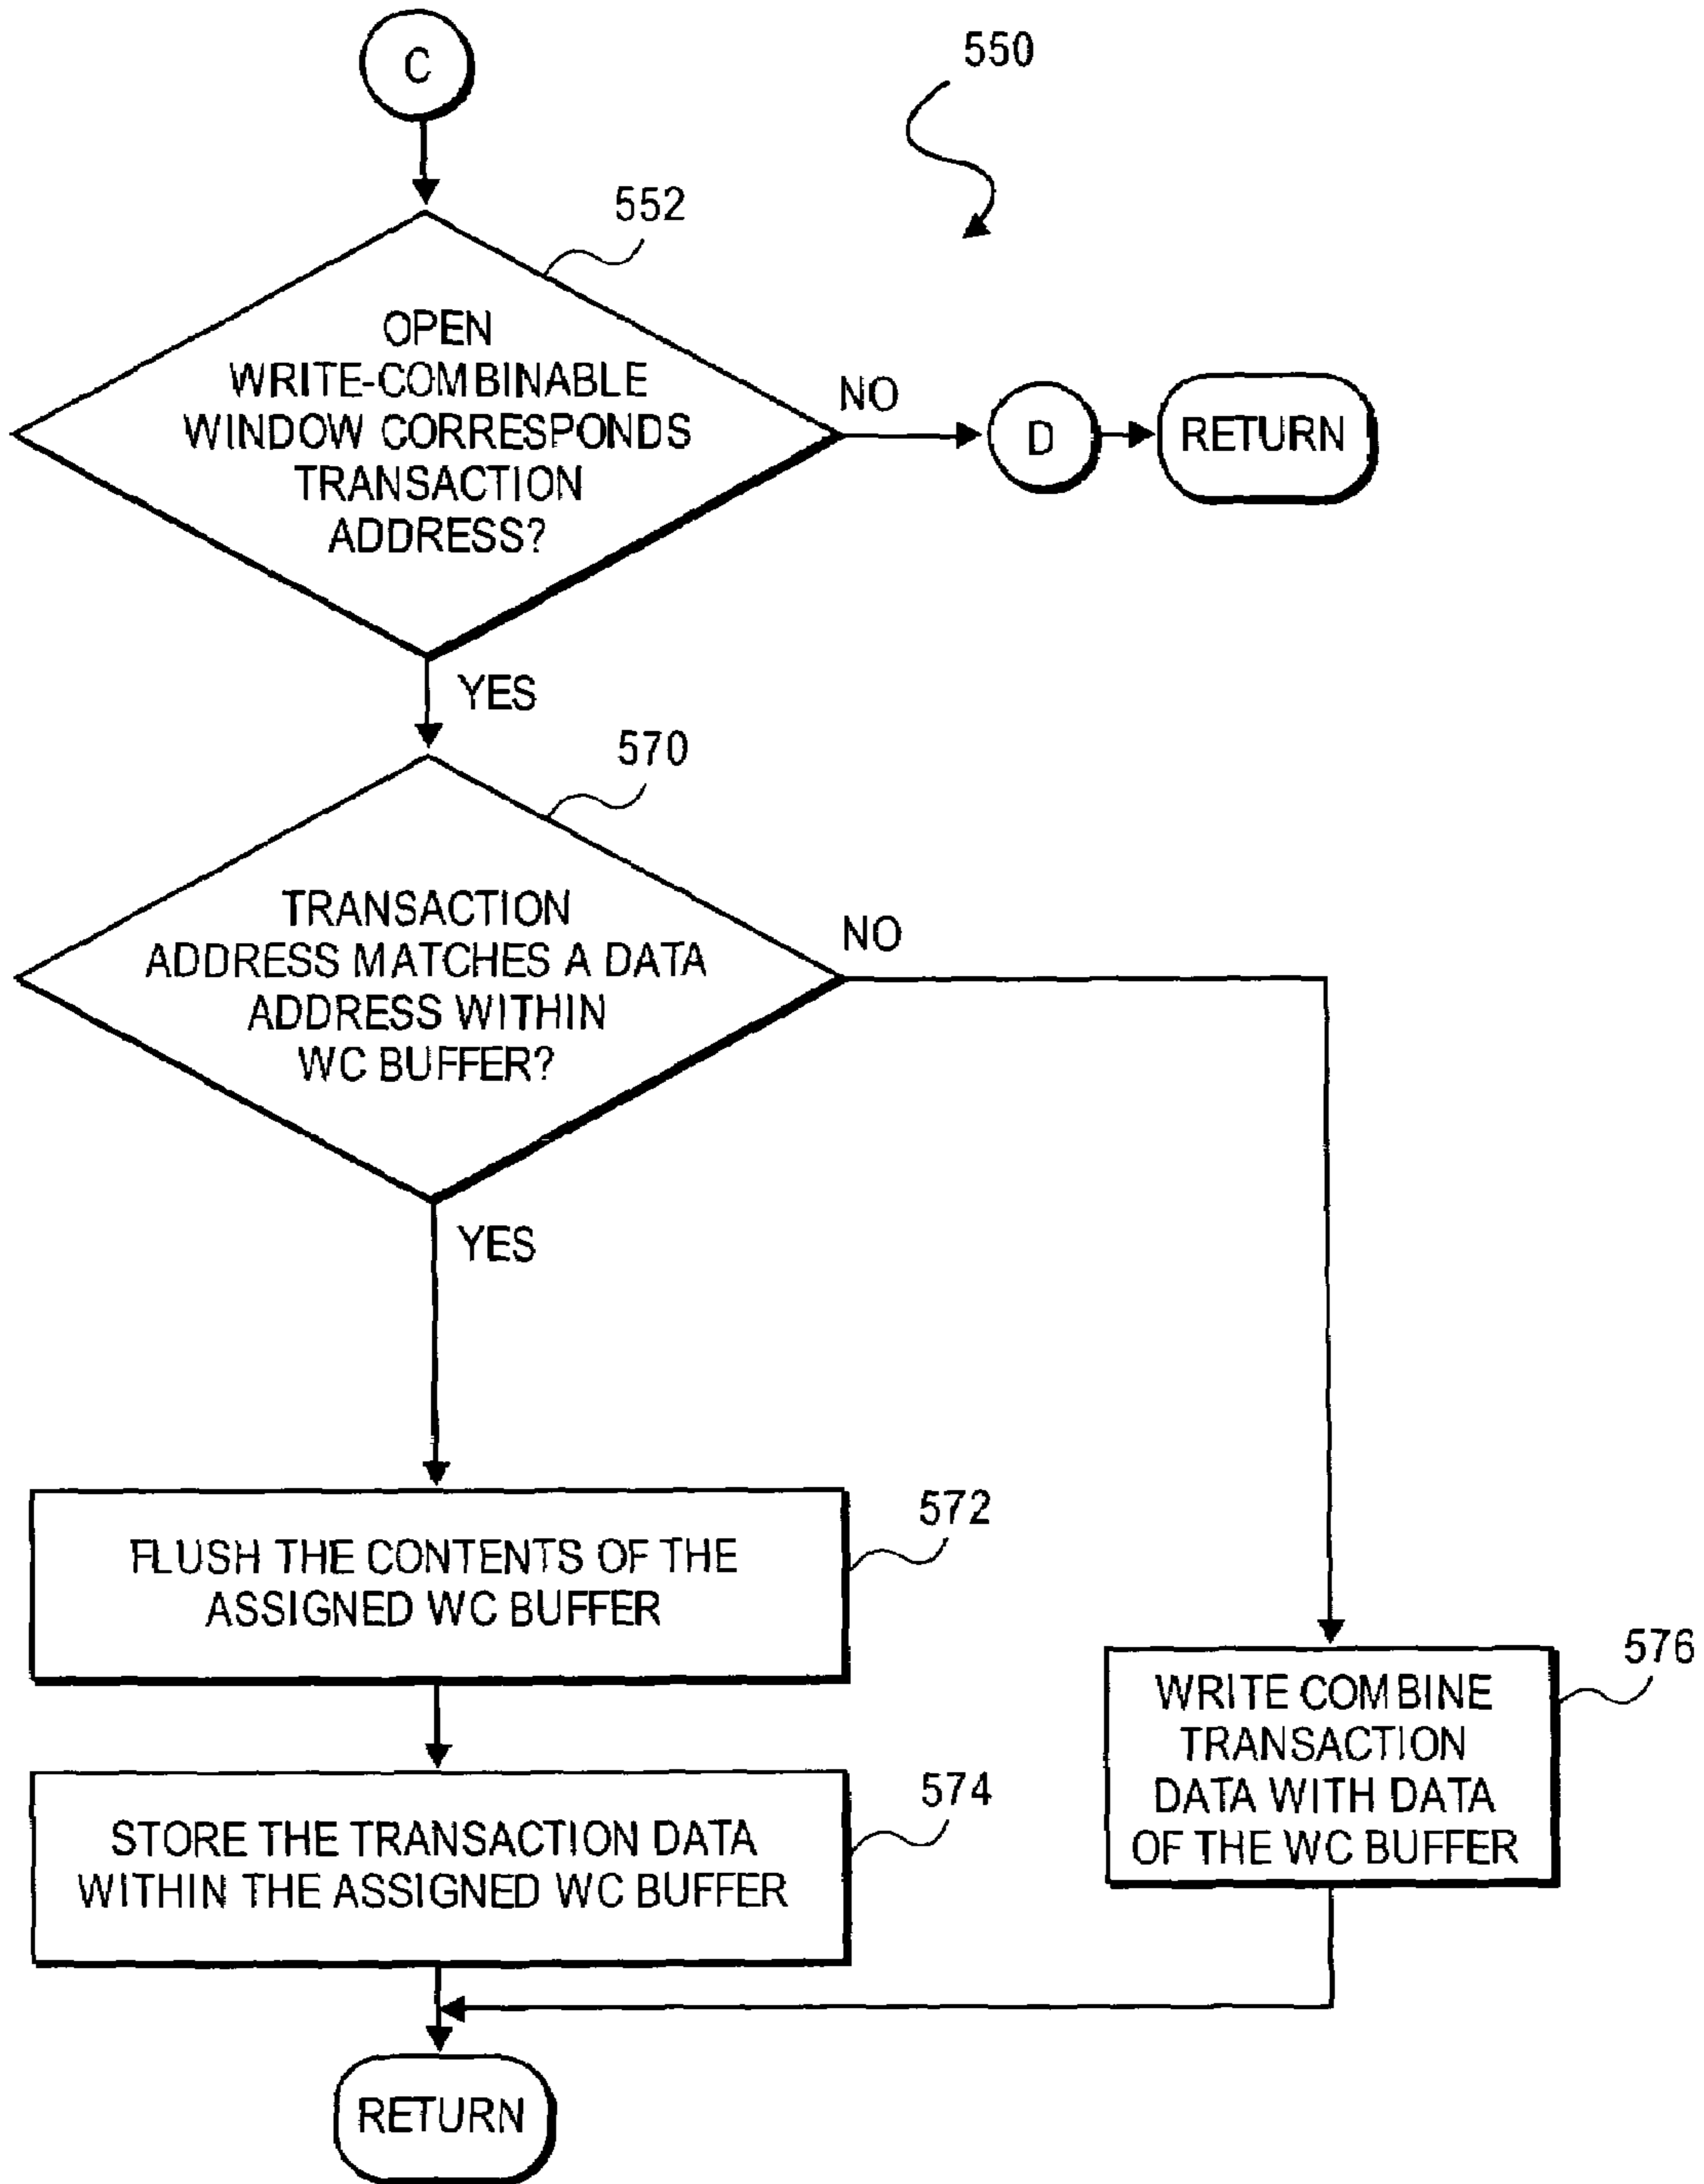 C
550
552
OPEN
WRITE-COMBINABLE
WINDOW CORRESPONDS
TRANSACTION
ADDRESS?
NO
D
RETURN
YES
570
TRANSACTION
ADDRESS MATCHES A DATA
ADDRESS WITHIN
WC BUFFER?
NO
YES
572
FLUSH THE CONTENTS OF THE
ASSIGNED WC BUFFER
576
WRITE COMBINE
TRANSACTION
DATA WITH DATA
OF THE WC BUFFER
574
STORE THE TRANSACTION DATA
WITHIN THE ASSIGNED WC BUFFER
RETURN